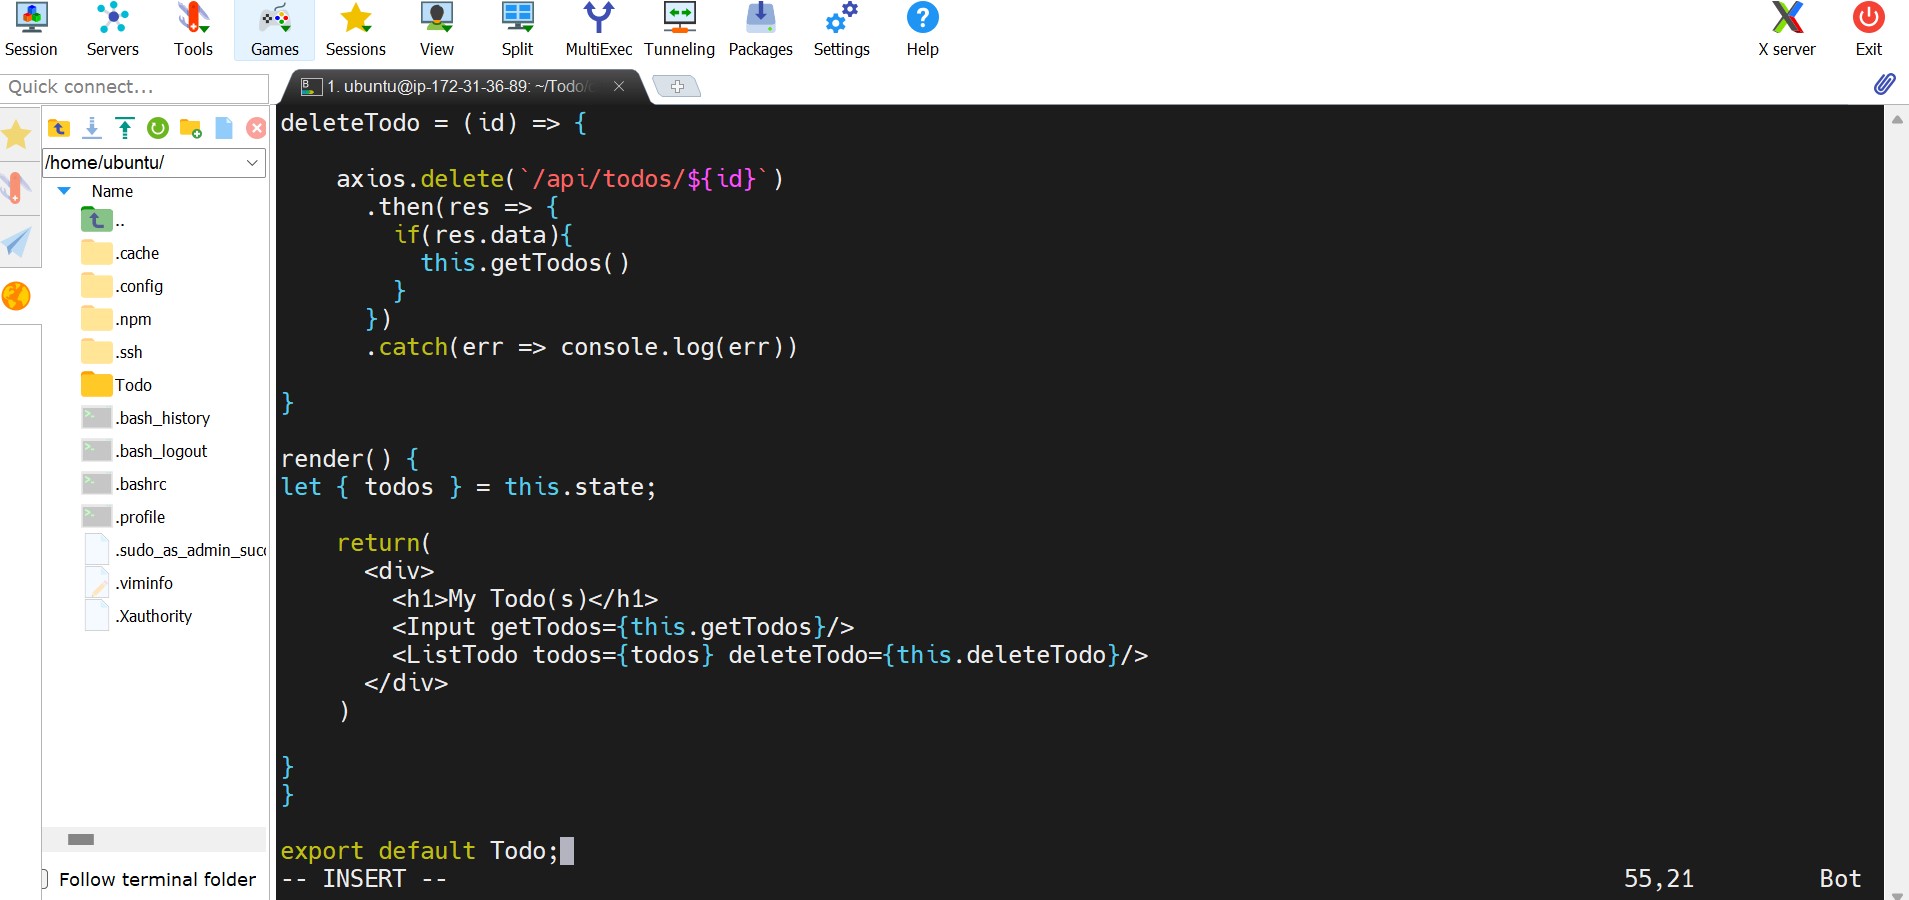 Session Servers Tools Games Sessions View Split MultiExec Tunneling Packages Settings Help X server Exit
Quick connect...
1. ubuntu@ip-172-31-36-89: ~/Todo/
/home/ubuntu/
Name
..
.cache
.config
.npm
.ssh
Todo
.bash_history
.bash_logout
.bashrc
.profile
.sudo_as_admin_succ
.viminfo
.Xauthority
Follow terminal folder
deleteTodo = (id) => {
axios.delete(`/api/todos/${id}`)
.then(res => {
if(res.data){
this.getTodos()
}
})
.catch(err => console.log(err))
}
render() {
let { todos } = this.state;
return(
<div>
<h1>My Todo(s)</h1>
<Input getTodos={this.getTodos}/>
<ListTodo todos={todos} deleteTodo={this.deleteTodo}/>
</div>
)
}
}
export default Todo;
-- INSERT -- 55,21 Bot